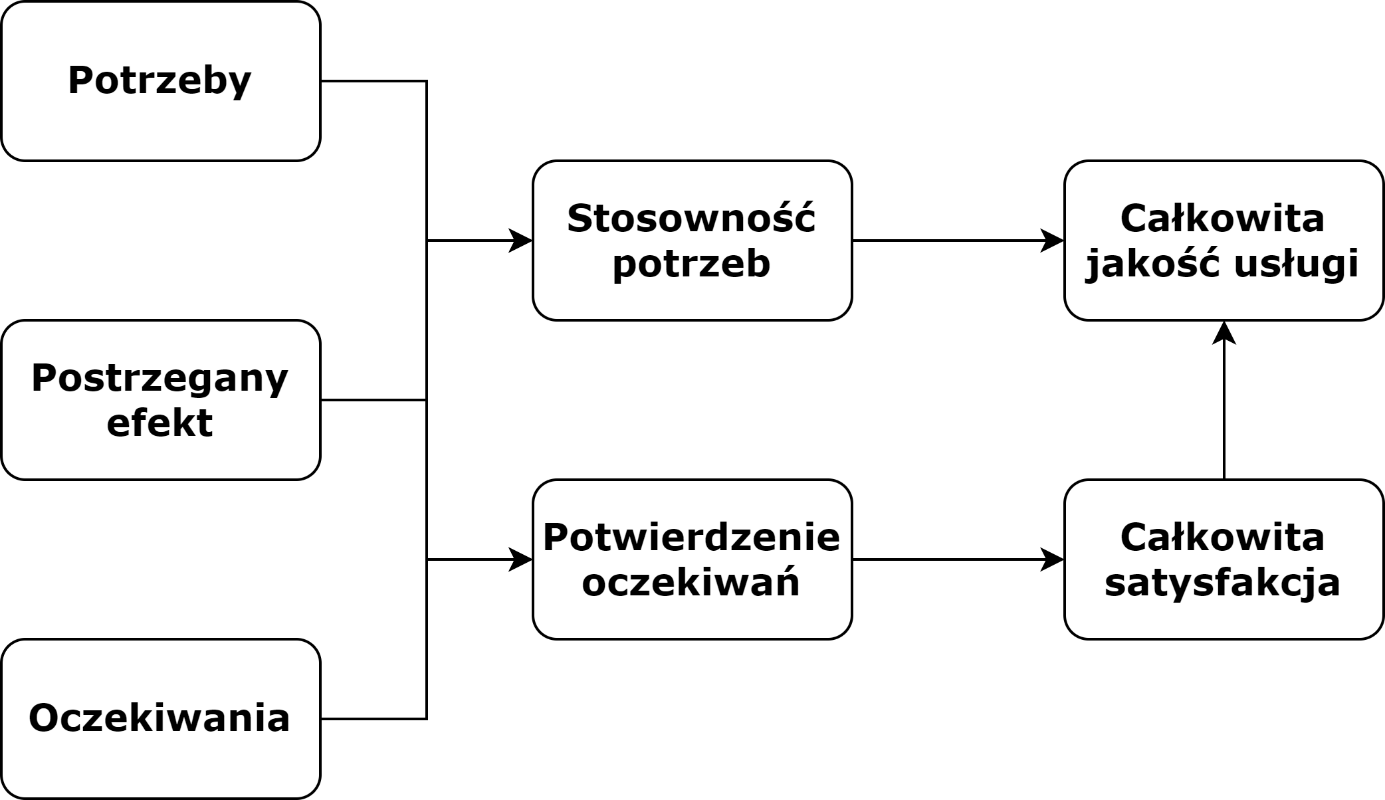 Potrzeby
Stosowność
potrzeb
Całkowita
jakość usługi
Postrzegany
efekt
Potwierdzenie
oczekiwań
Całkowita
satysfakcja
Oczekiwania